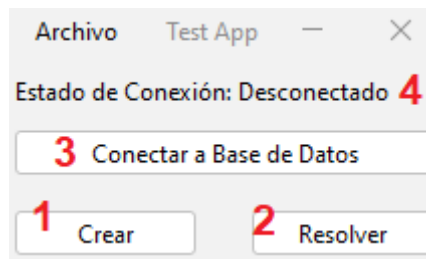 Archivo Test App
Estado de Conexión: Desconectado 4
3 Conectar a Base de Datos
1 Crear 2 Resolver